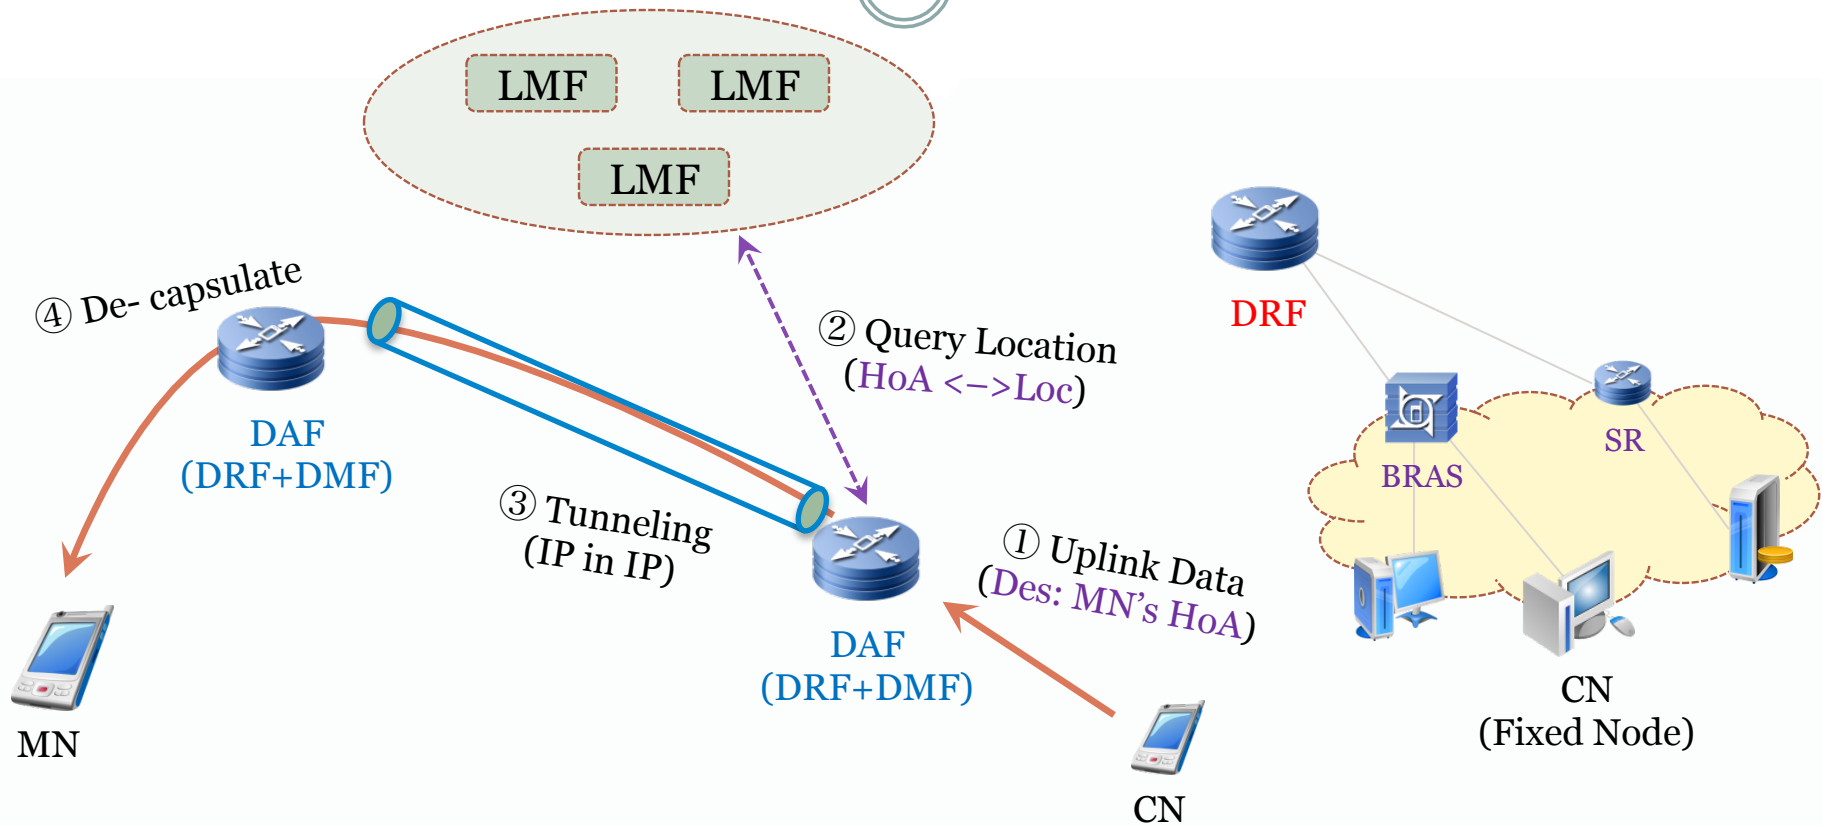 LMF
LMF
LMF
④ De- capsulate
DAF
(DRF+DMF)
② Query Location
(HoA <–>Loc)
③ Tunneling
(IP in IP)
① Uplink Data
(Des: MN’s HoA)
DAF
(DRF+DMF)
MN
CN
DRF
BRAS
SR
CN
(Fixed Node)